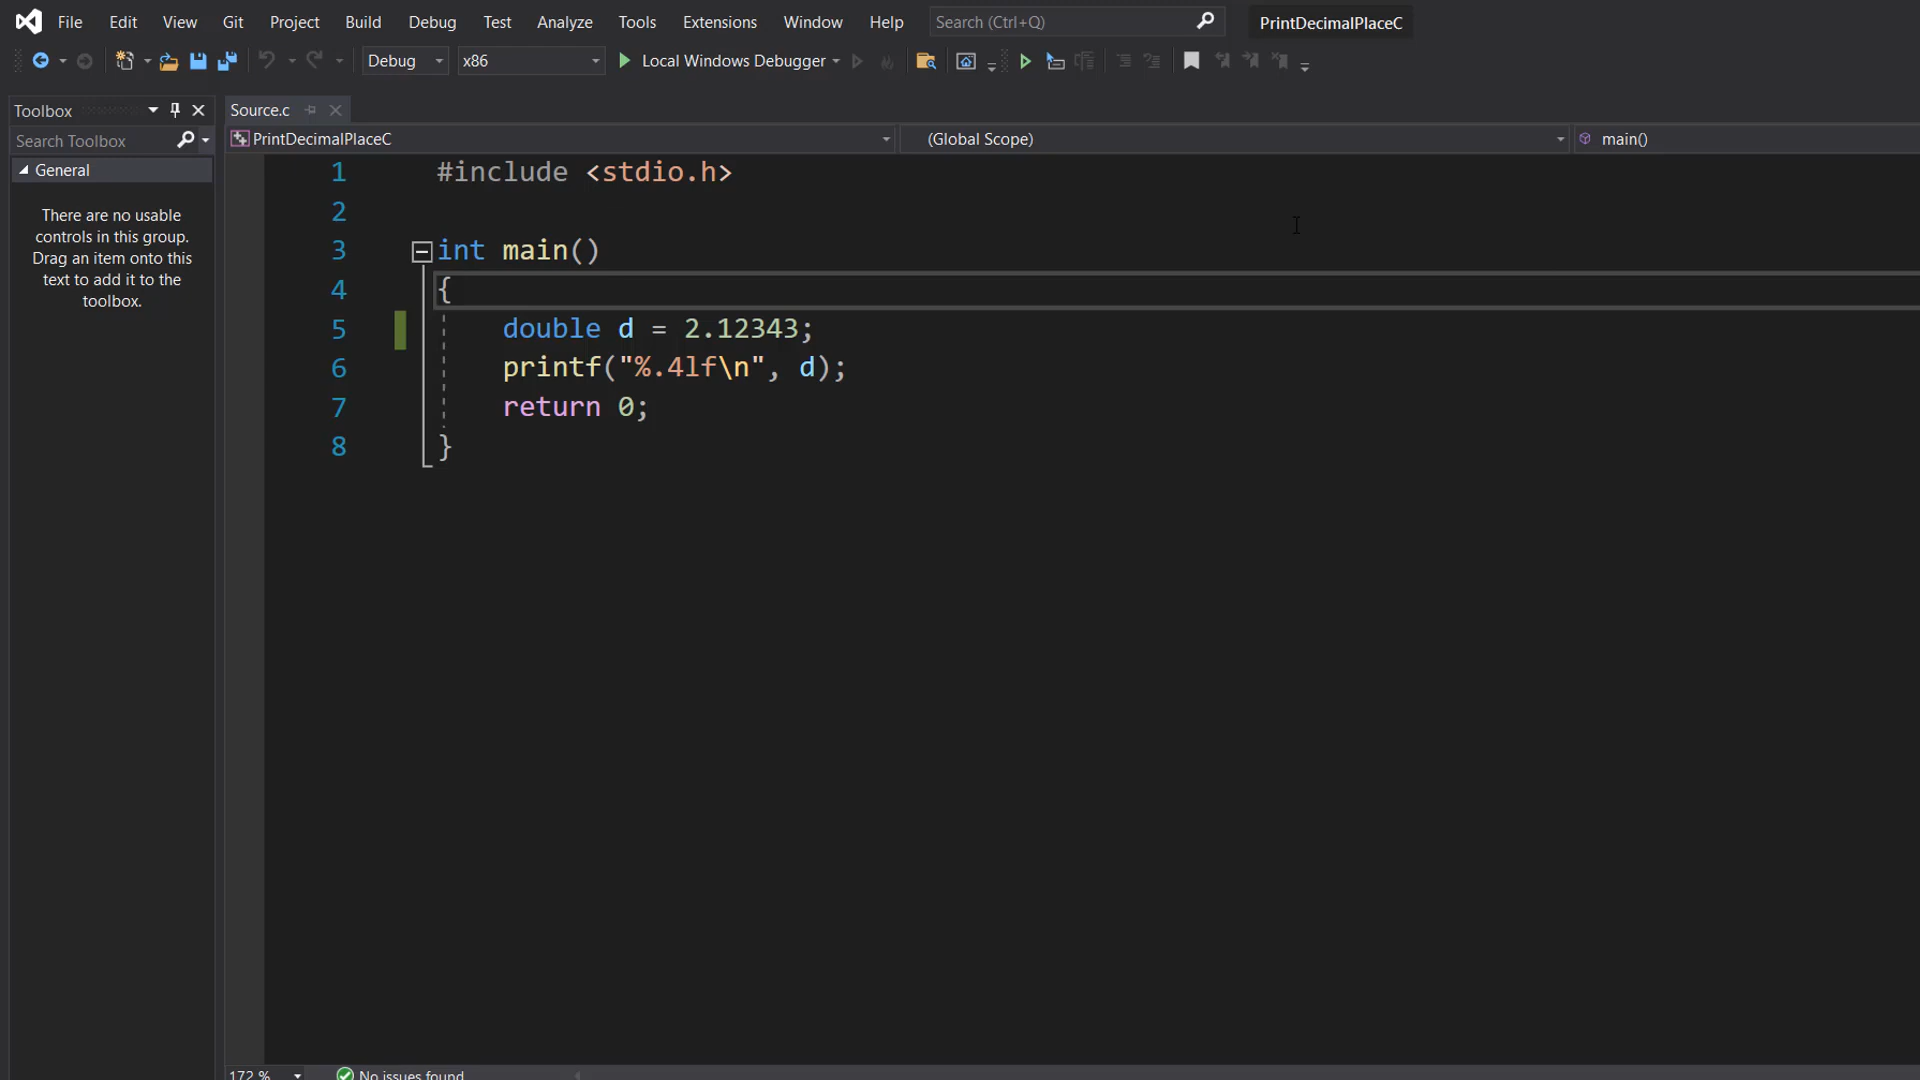 File Edit View Git Project Build Debug Test Analyze Tools Extensions Window Help Search (Ctrl+Q) PrintDecimalPlaceC
Debug x86 Local Windows Debugger
Toolbox
Search Toolbox
General
There are no usable
controls in this group.
Drag an item onto this
text to add it to the
toolbox.
Source.c
PrintDecimalPlaceC (Global Scope) main()
1 #include <stdio.h>
2
3 int main()
4 {
5 double d = 2.12343;
6 printf("%.4lf\n", d);
7 return 0;
8 }
172 % No issues found